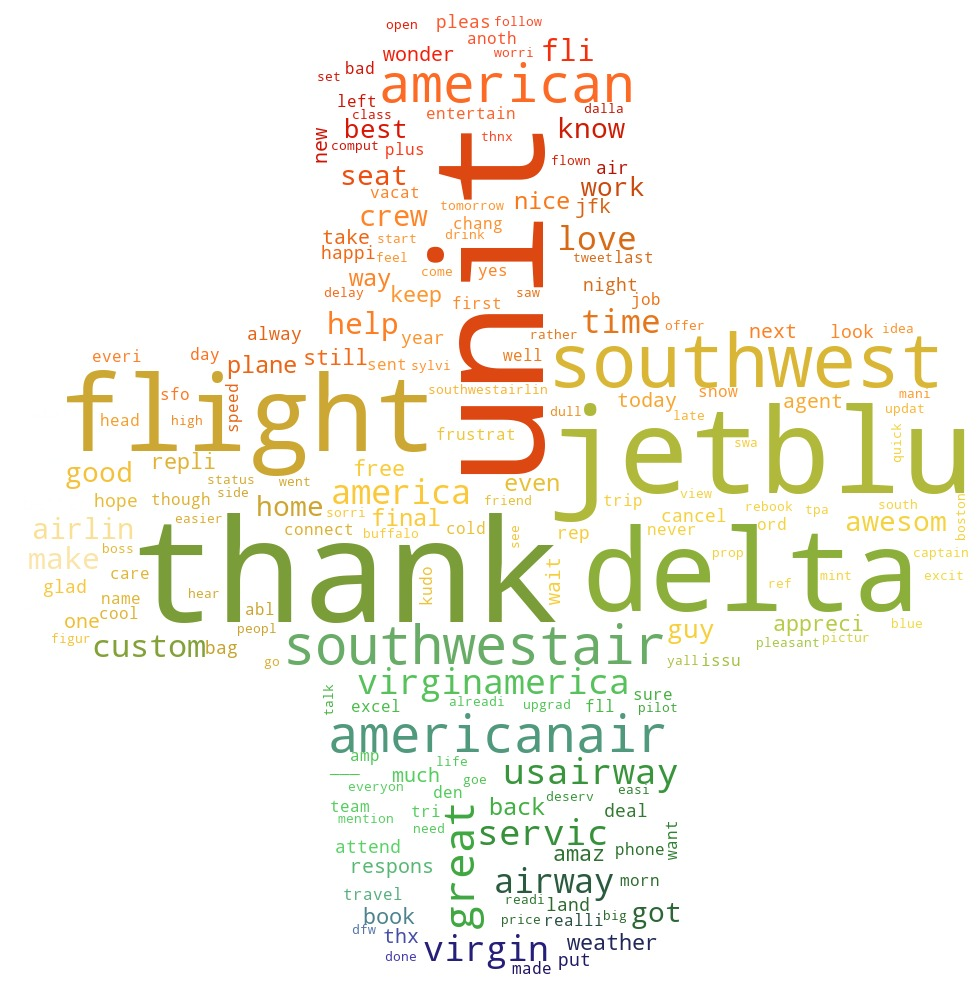 open
pleas
follow
anoth
wonder
worri
fli
bad
set
american
left
class
entertain
dalla
best
know
new
comput
plus
thnx
flown
air
seat
vacat
work
unit
crew
tomorrow
nice
jfk
chang
take
start
drink
love
happi
feel
tweet
last
way
come
yes
night
delay
keep
first
saw
job
help
year
rather
time
offer
next
look
idea
alway
everi
day
plane
still
sent
sylvi
well
southwest
flight
sfo
speed
southwestairlin
today
snow
agent
mani
head
high
frustrat
dull
late
updat
jetblu
swa
quick
good
repli
free
status
went
america
even
hope
though
side
home
sorri
final
friend
trip
view
cancel
rebook
tpa
south
airlin
easier
connect
buffalo
cold
see
rep
never
ord
awesom
boston
make
boss
thank
delta
prop
captain
care
glad
kudo
wait
ref
mint
excit
name
hear
one
cool
abl
figur
peopl
custom
bag
go
southwestair
guy
appreci
blue
pleasant
pictur
yall
issu
virginamerica
talk
excel
alreadi
upgrad
fll
sure
pilot
americanair
amp
life
___
much
goe
usairway
everyon
den
deserv
easi
team
mention
tri
need
back
deal
great
servic
attend
amaz
phone
want
respons
airway
morn
travel
readi
land
book
price
realli
big
got
dfw
thx
virgin
weather
done
made
put